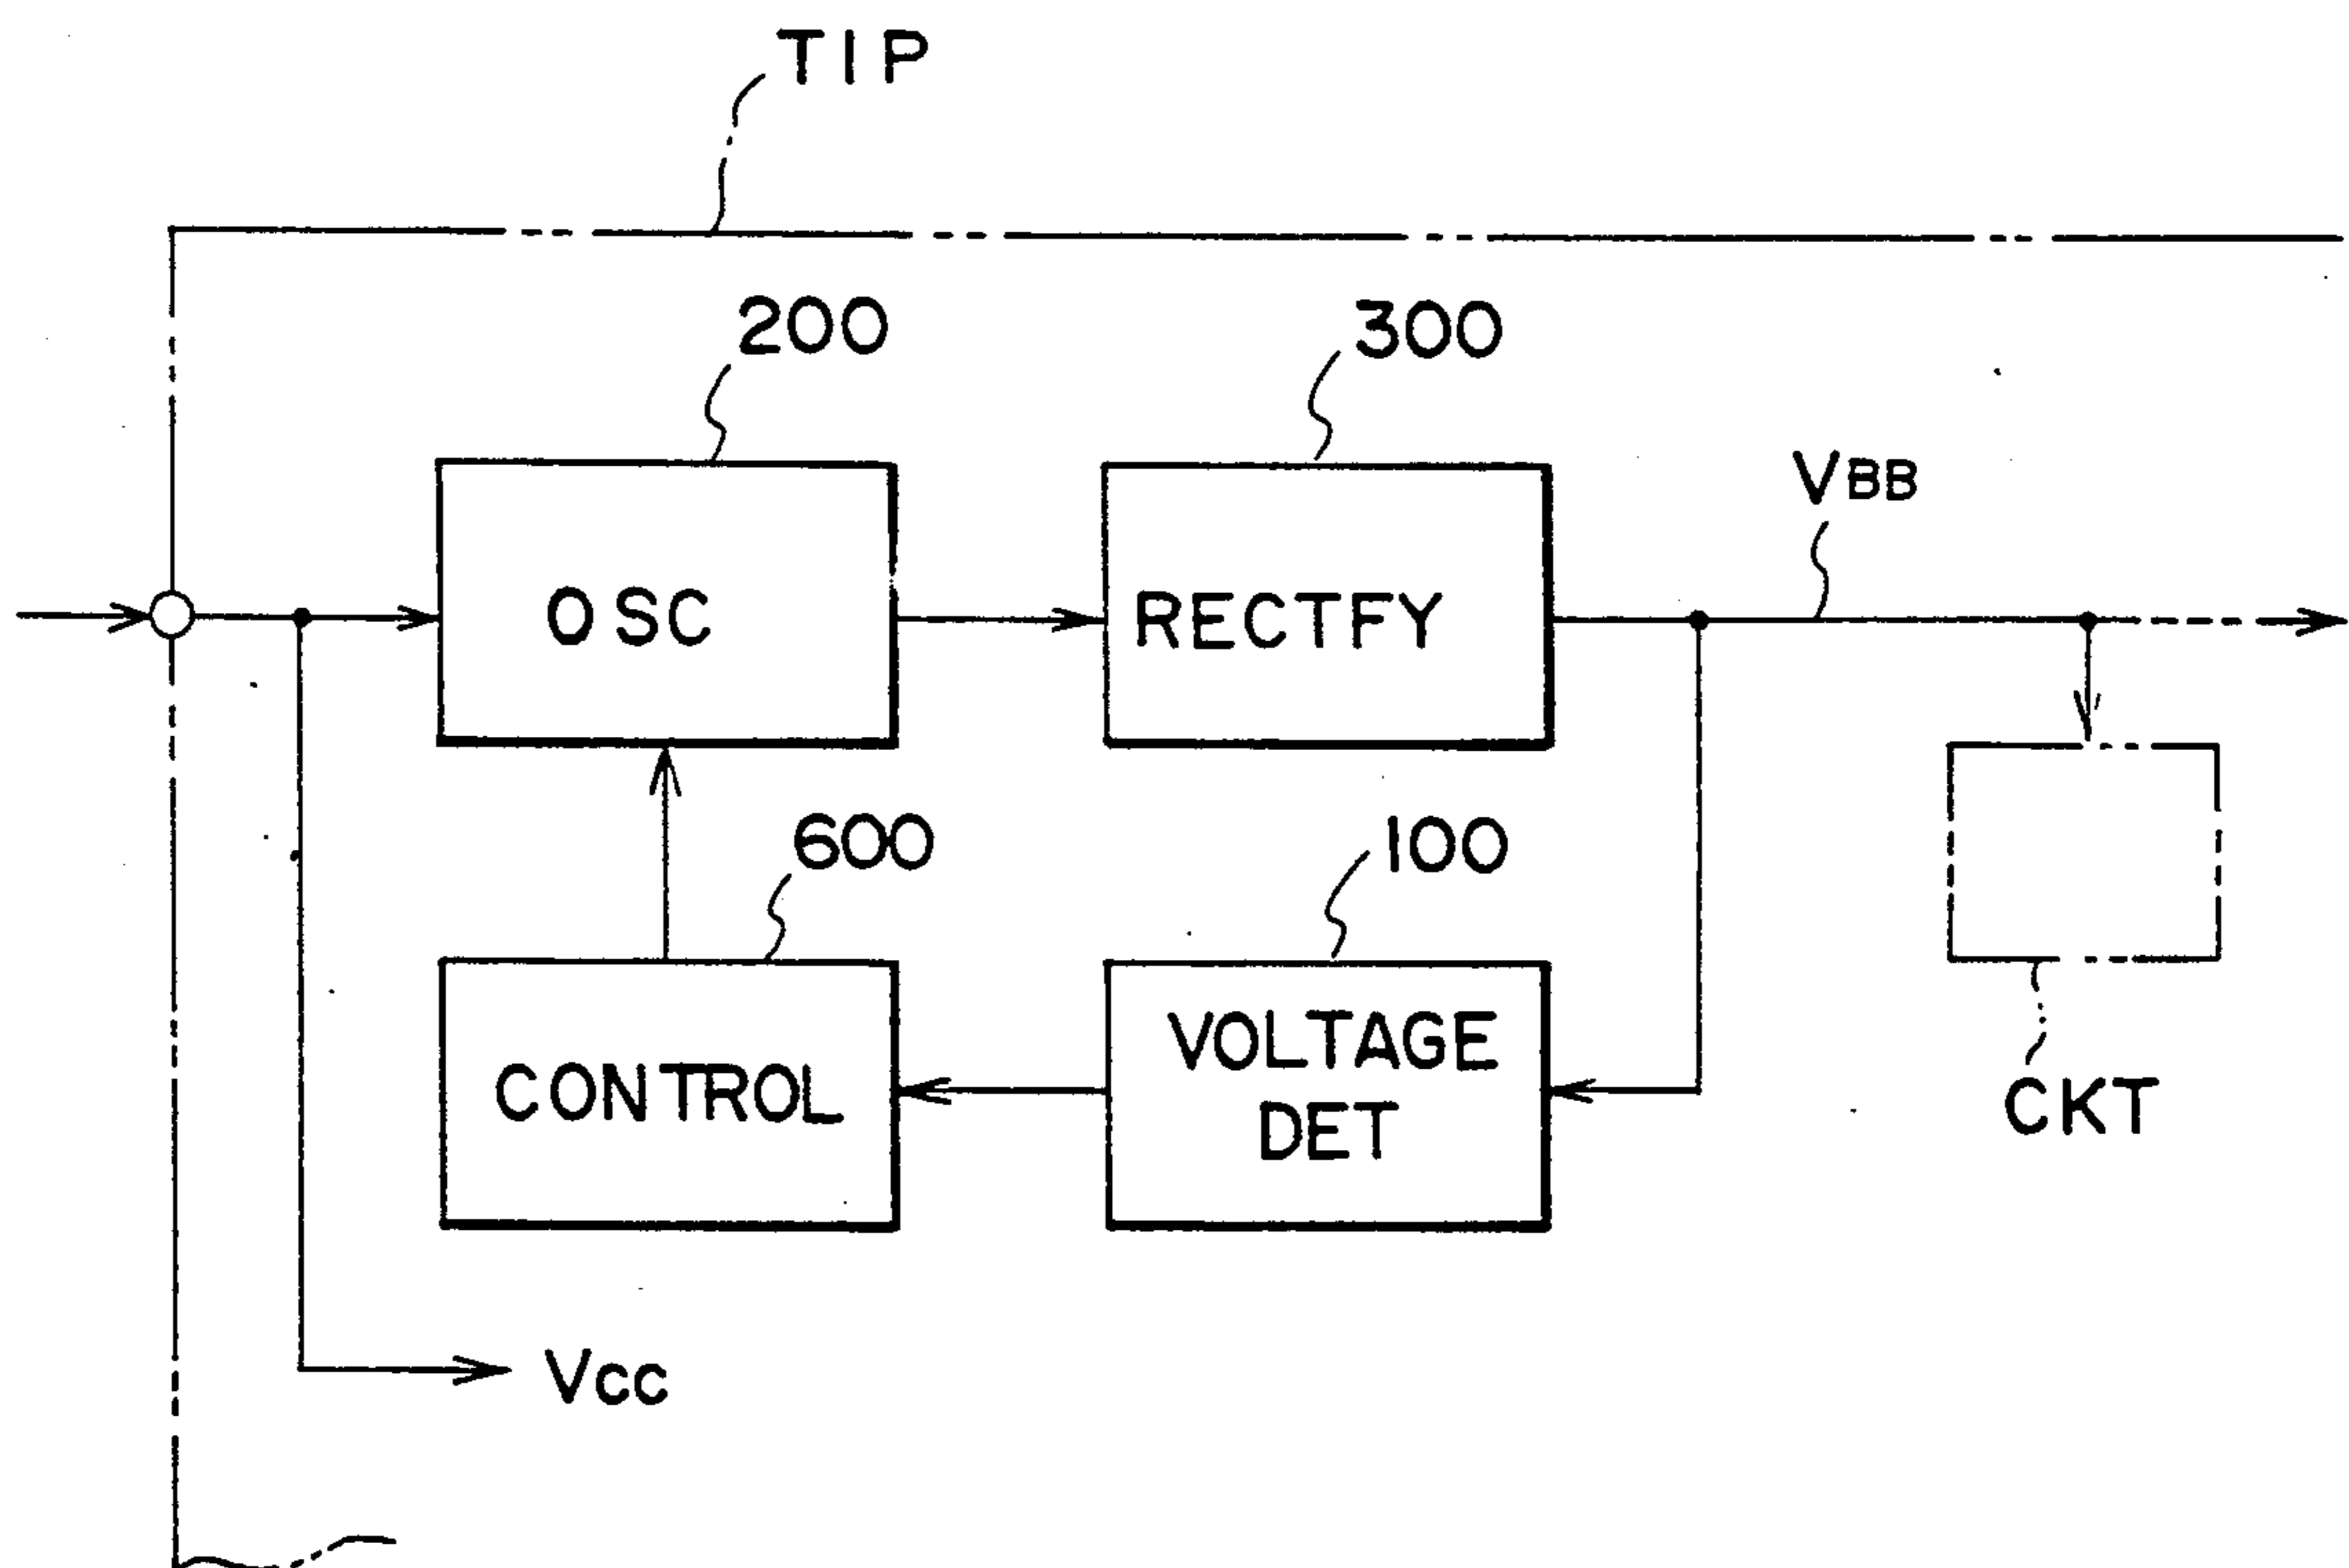 TIP
200
300
VBB
OSC
RECTFY
600
100
CONTROL
VOLTAGE
DET
CKT
Vcc